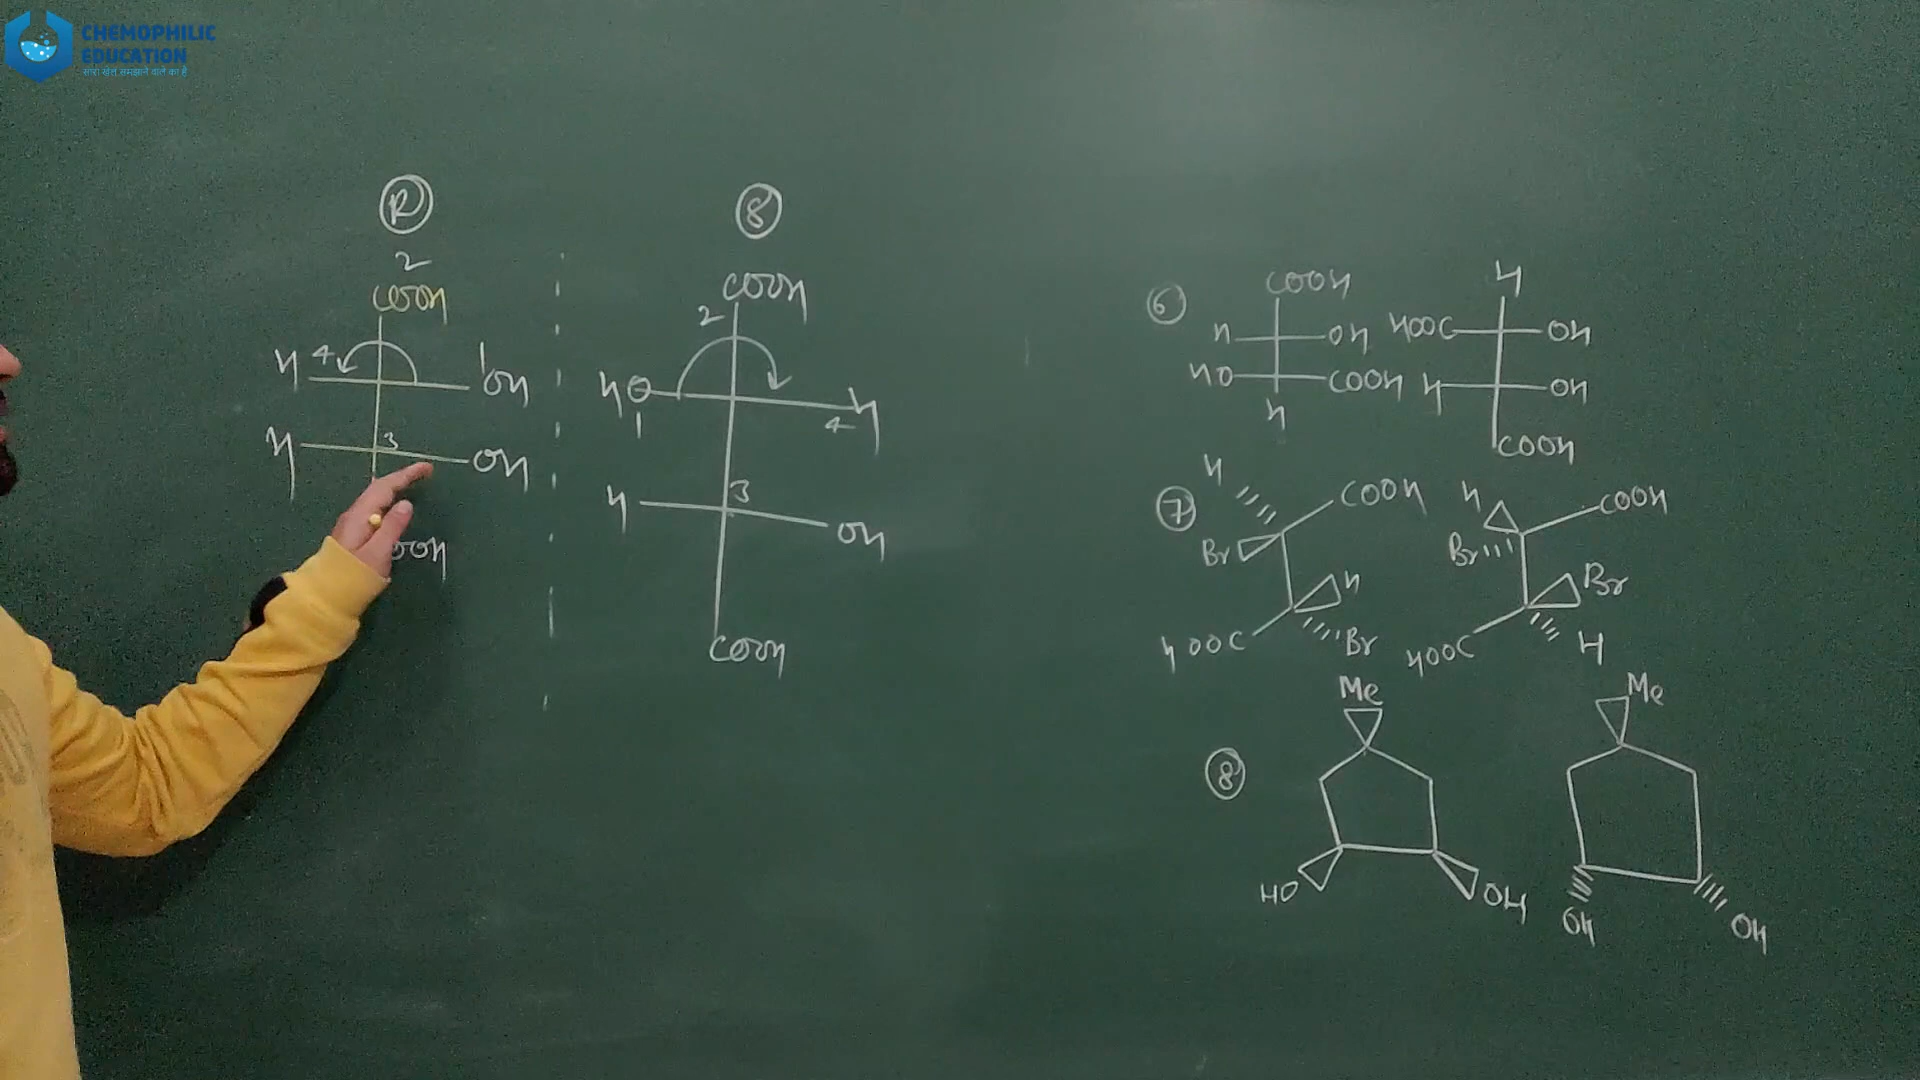 CHEMOPHILIC
EDUCATION
सारा खेल समझाने वाले का है
R
S
2
COOH
H 4 1 OH
H 3 OH
COOH
COOH
2
HO H
1 4
H 3 OH
COOH
6
COOH
H OH
HO COOH
H
H
HOOC OH
H OH
COOH
7
H COOH
Br
H
HOOC Br
H COOH
Br
Br
HOOC H
8
Me
HO OH
Me
OH OH